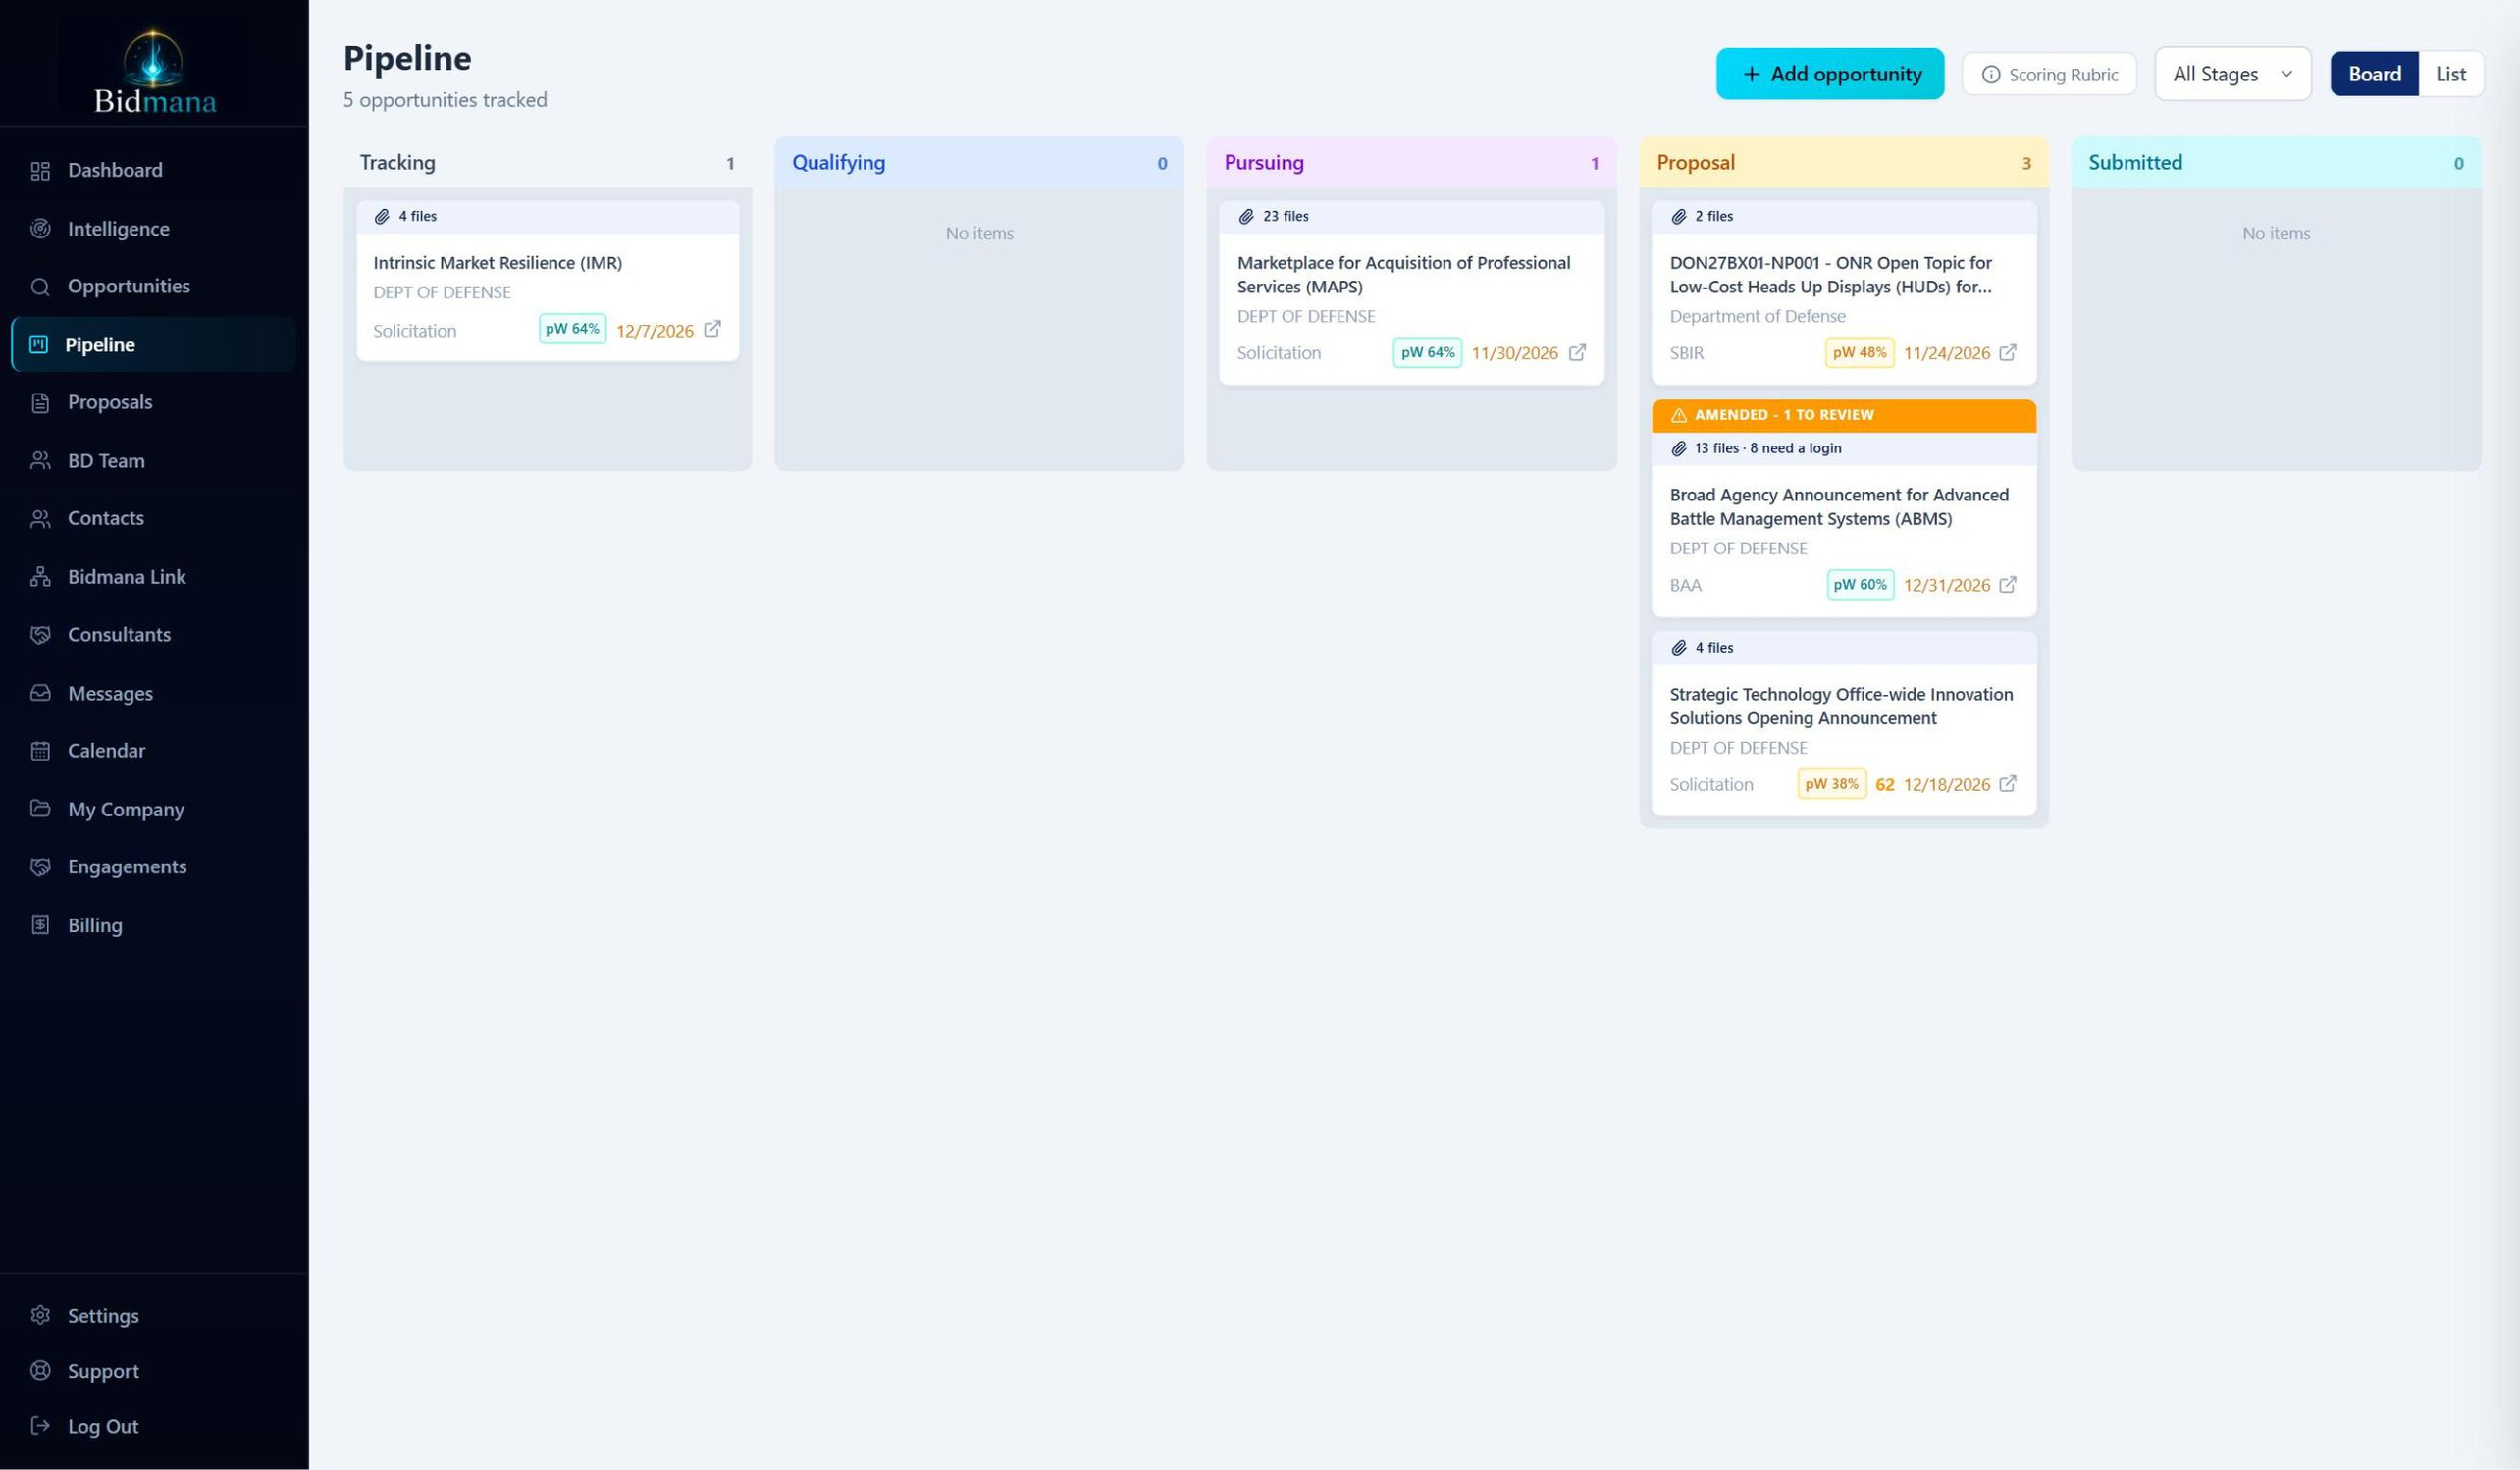 Bidmana
Dashboard
Intelligence
Opportunities
Pipeline
Proposals
BD Team
Contacts
Bidmana Link
Consultants
Messages
Calendar
My Company
Engagements
Billing
Settings
Support
Log Out
Pipeline
5 opportunities tracked
+ Add opportunity
Scoring Rubric
All Stages
Board
List
Tracking 1
4 files
Intrinsic Market Resilience (IMR)
DEPT OF DEFENSE
Solicitation pW 64% 12/7/2026
Qualifying 0
No items
Pursuing 1
23 files
Marketplace for Acquisition of Professional
Services (MAPS)
DEPT OF DEFENSE
Solicitation pW 64% 11/30/2026
Proposal 3
2 files
DON27BX01-NP001 - ONR Open Topic for
Low-Cost Heads Up Displays (HUDs) for...
Department of Defense
SBIR pW 48% 11/24/2026
AMENDED - 1 TO REVIEW
13 files · 8 need a login
Broad Agency Announcement for Advanced
Battle Management Systems (ABMS)
DEPT OF DEFENSE
BAA pW 60% 12/31/2026
4 files
Strategic Technology Office-wide Innovation
Solutions Opening Announcement
DEPT OF DEFENSE
Solicitation pW 38% 62 12/18/2026
Submitted 0
No items